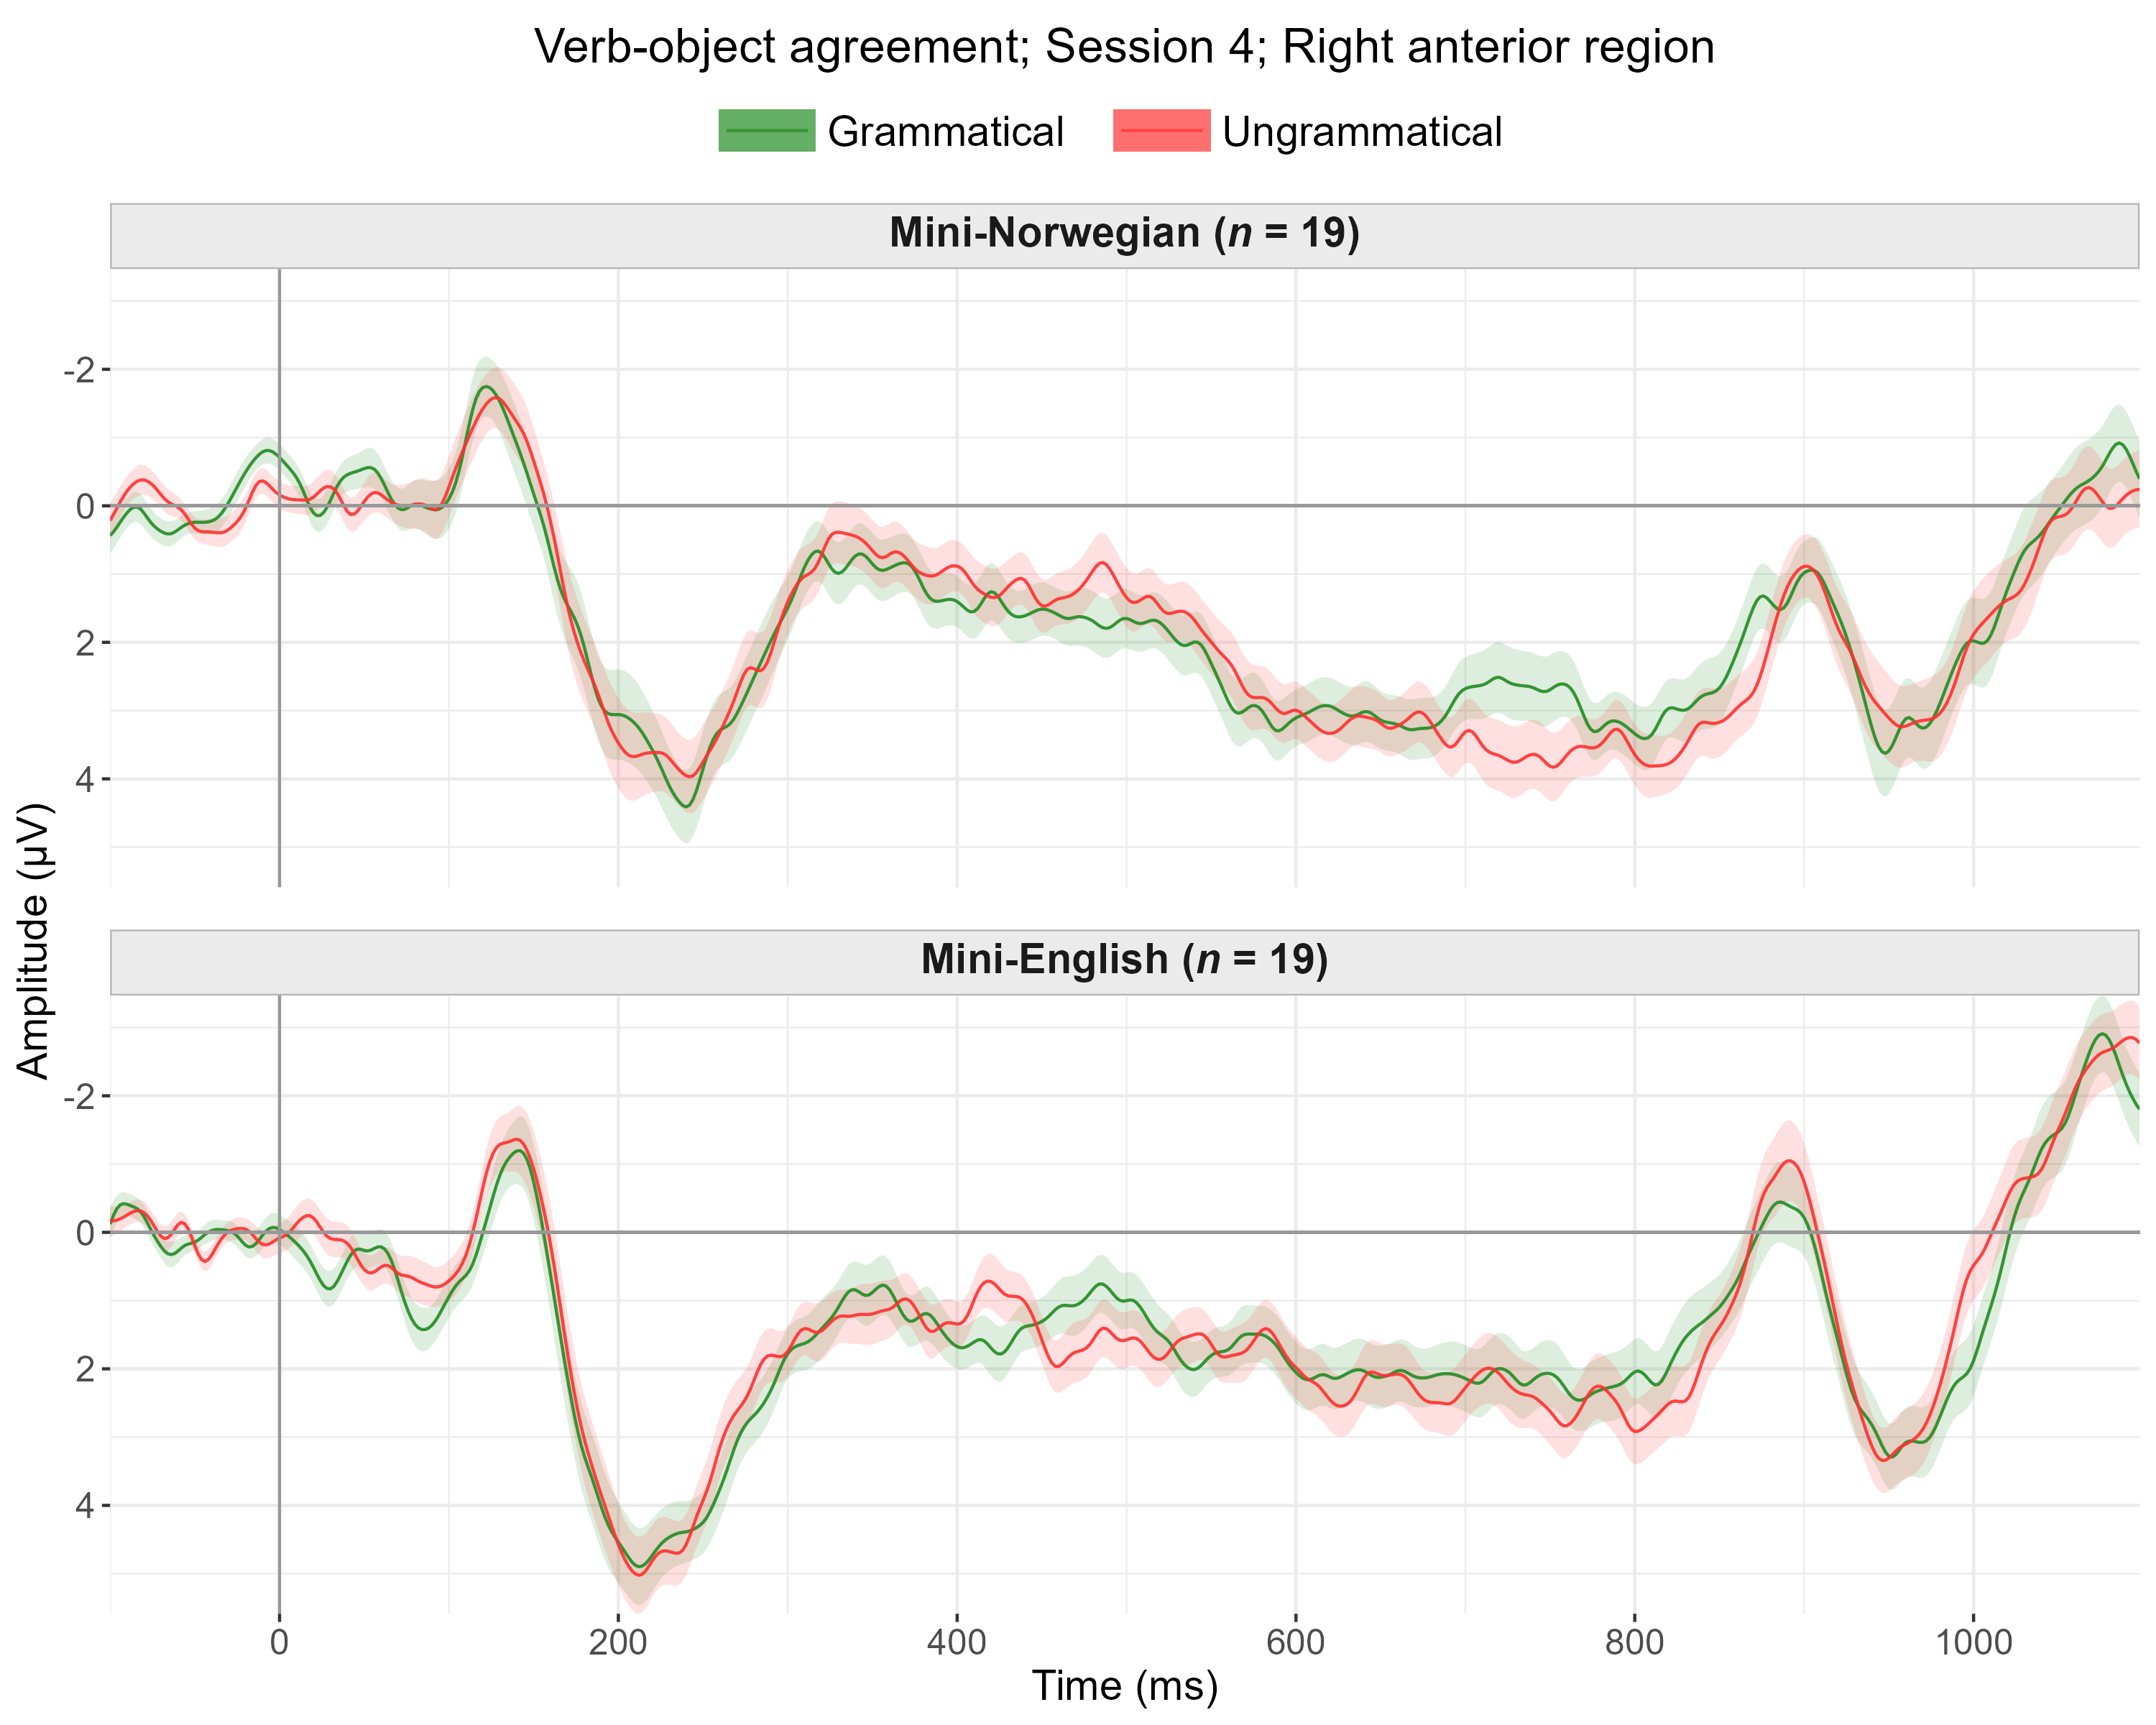 Verb-object agreement; Session 4; Right anterior region
Grammatical
Ungrammatical
Mini-Norwegian (n = 19)
-2
0
2
4
Mini-English (n = 19)
-2
0
2
4
Amplitude (µV)
0
200
400
600
800
1000
Time (ms)